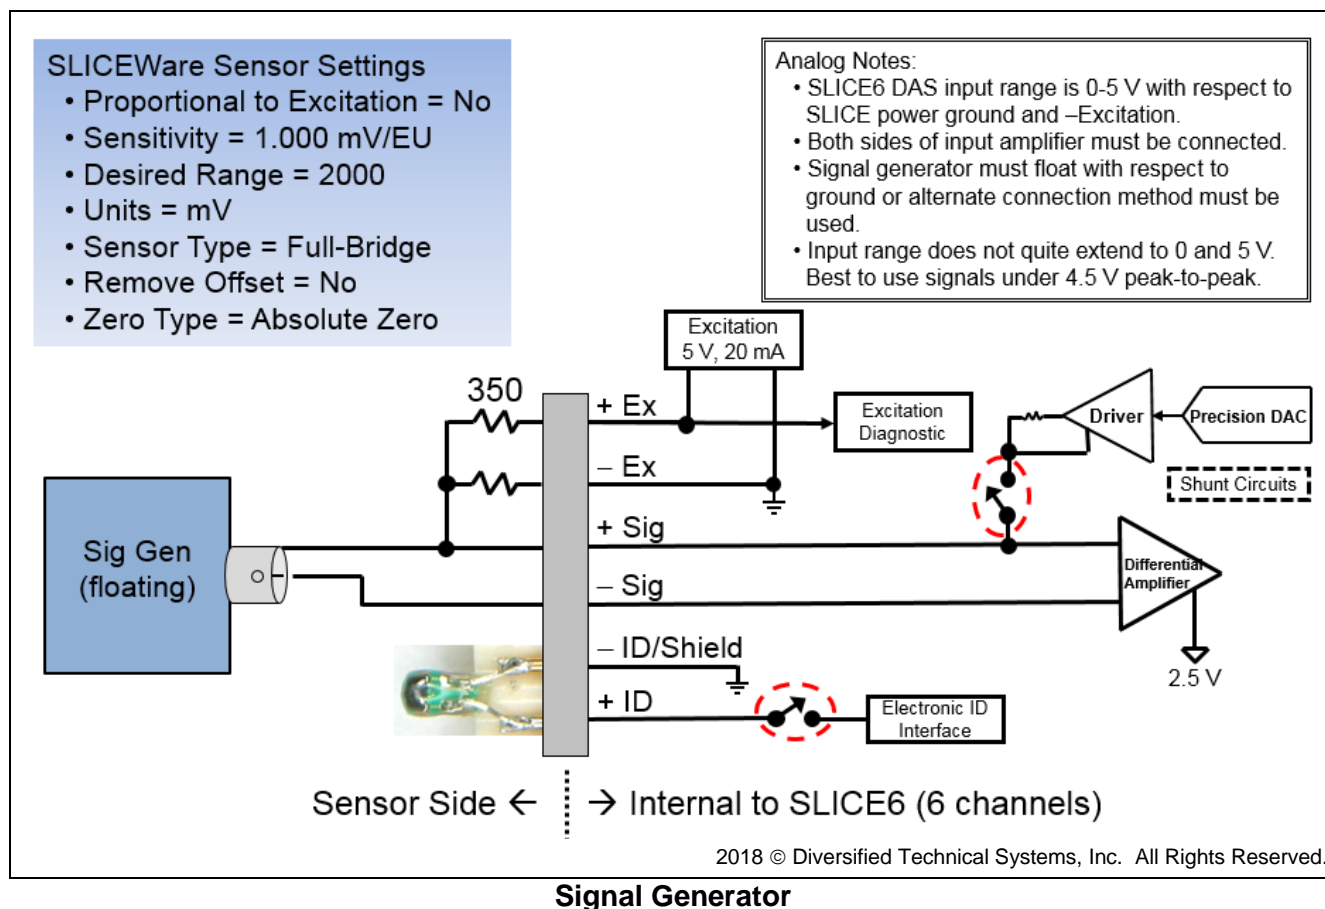 SLICEWare Sensor Settings
• Proportional to Excitation = No
• Sensitivity = 1.000 mV/EU
• Desired Range = 2000
• Units = mV
• Sensor Type = Full-Bridge
• Remove Offset = No
• Zero Type = Absolute Zero
Analog Notes:
• SLICE6 DAS input range is 0-5 V with respect to
SLICE power ground and –Excitation.
• Both sides of input amplifier must be connected.
• Signal generator must float with respect to
ground or alternate connection method must be
used.
• Input range does not quite extend to 0 and 5 V.
Best to use signals under 4.5 V peak-to-peak.
Excitation
5 V, 20 mA
350
+ Ex
Excitation
Diagnostic
Driver
Precision DAC
– Ex
Shunt Circuits
Sig Gen
(floating)
+ Sig
Differential
Amplifier
– Sig
– ID/Shield
2.5 V
+ ID
Electronic ID
Interface
Sensor Side ←
→ Internal to SLICE6 (6 channels)
2018 © Diversified Technical Systems, Inc. All Rights Reserved.
Signal Generator